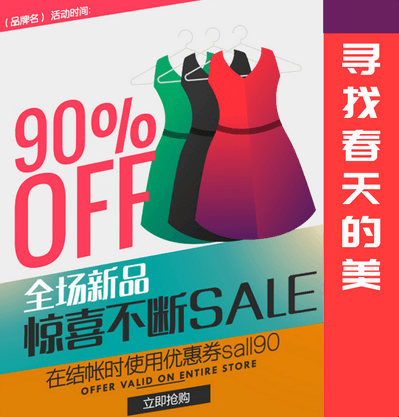 （品牌名）活动时间:
90%
OFF
全场新品
惊喜不断SALE
在结帐时使用优惠券sall90
OFFER VALID ON ENTIRE STORE
立即抢购
寻找春天的美